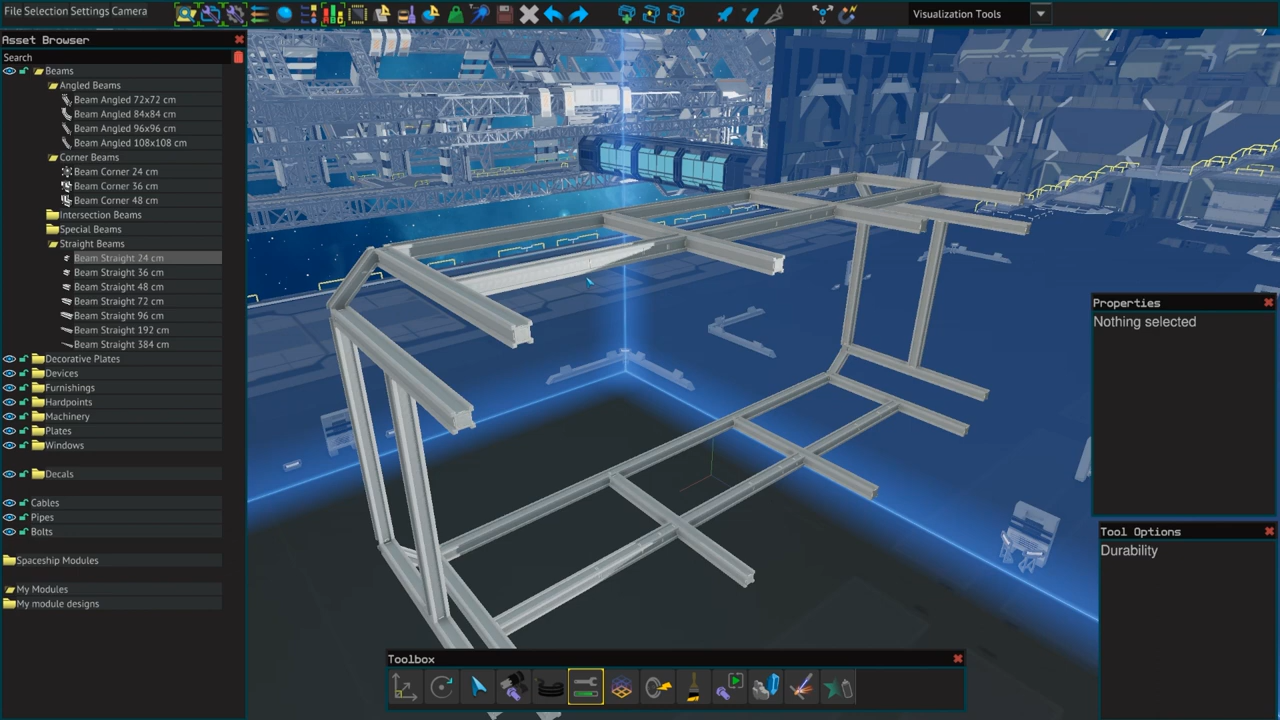 File Selection Settings Camera
Visualization Tools
Asset Browser
Search
Beams
Angled Beams
Beam Angled 72x72 cm
Beam Angled 84x84 cm
Beam Angled 96x96 cm
Beam Angled 108x108 cm
Corner Beams
Beam Corner 24 cm
Beam Corner 36 cm
Beam Corner 48 cm
Intersection Beams
Special Beams
Straight Beams
Beam Straight 24 cm
Beam Straight 36 cm
Beam Straight 48 cm
Beam Straight 72 cm
Beam Straight 96 cm
Beam Straight 192 cm
Beam Straight 384 cm
Decorative Plates
Devices
Furnishings
Hardpoints
Machinery
Plates
Windows
Decals
Cables
Pipes
Bolts
Spaceship Modules
My Modules
My module designs
Properties
Nothing selected
Tool Options
Durability
Toolbox